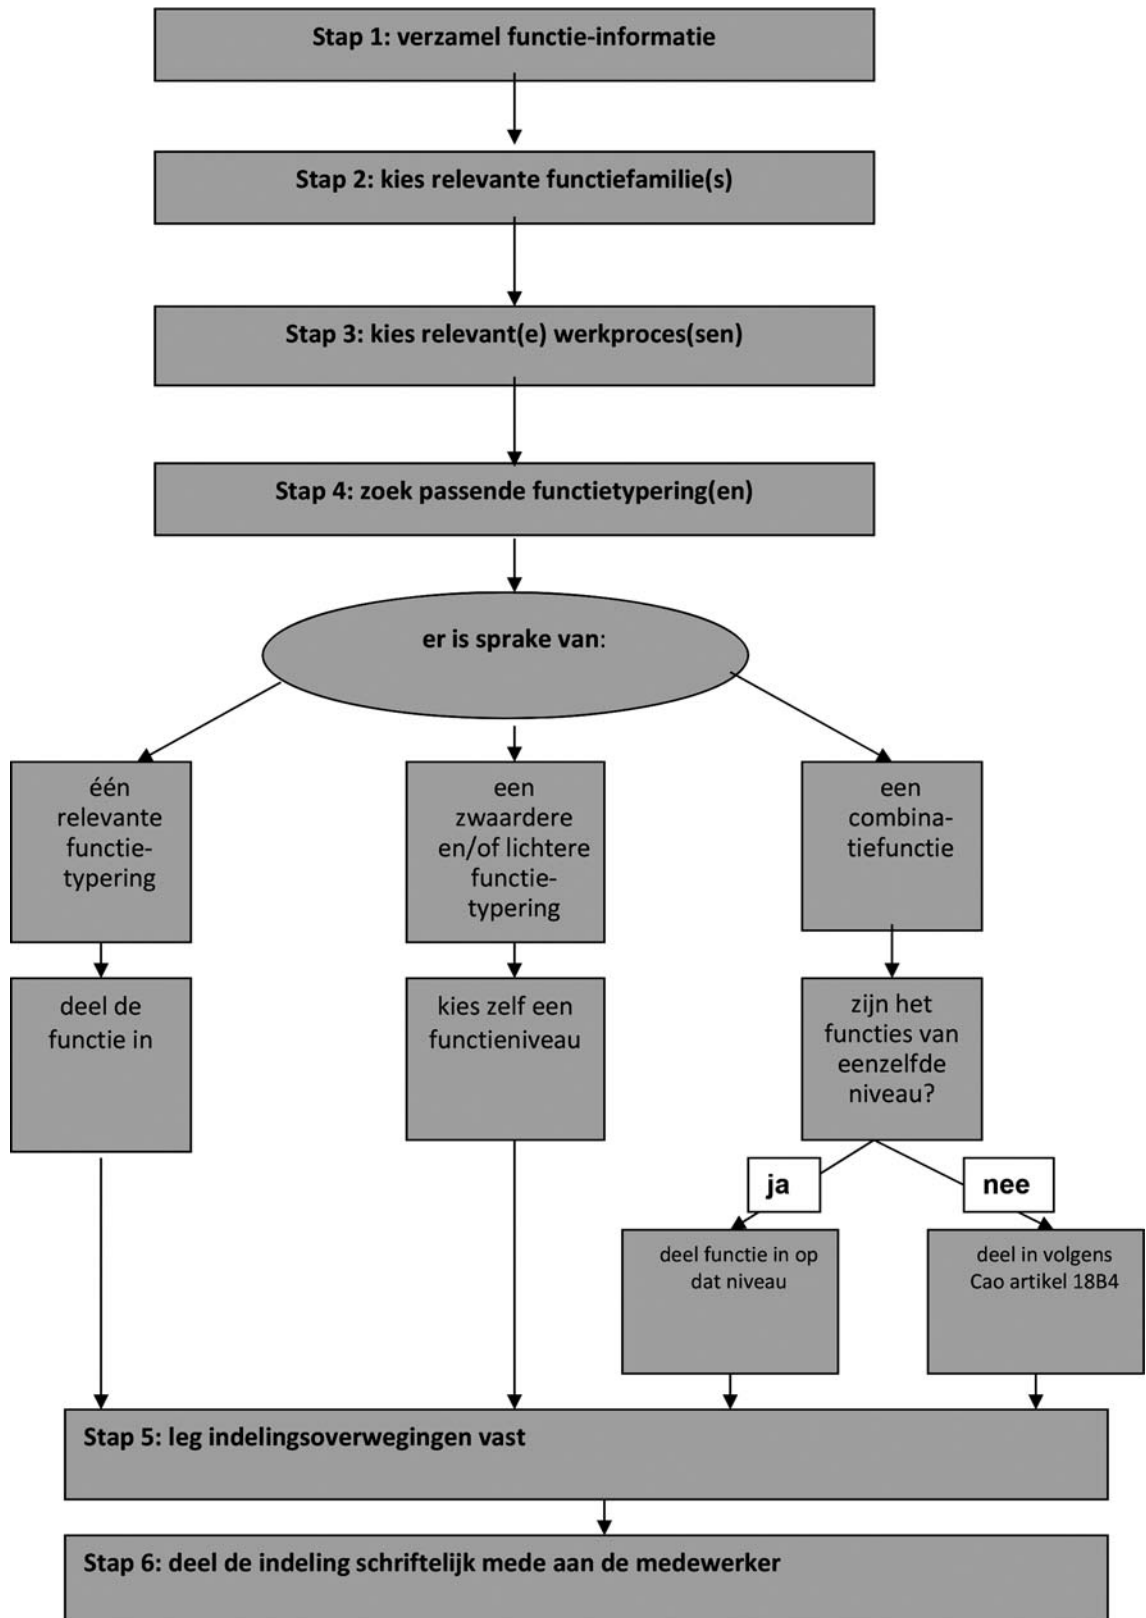 Stap 1: verzamel functie-informatie
Stap 2: kies relevante functiefamilie(s)
Stap 3: kies relevant(e) werkproces(sen)
Stap 4: zoek passende functietypering(en)
er is sprake van:
één
relevante
functie-
typering
een
zwaardere
en/of lichtere
functie-
typering
een
combina-
tiefunctie
deel de
functie in
kies zelf een
functieniveau
zijn het
functies van
eenzelfde
niveau?
ja
nee
deel functie in op
dat niveau
deel in volgens
Cao artikel 18B4
Stap 5: leg indelingsoverwegingen vast
Stap 6: deel de indeling schriftelijk mede aan de medewerker